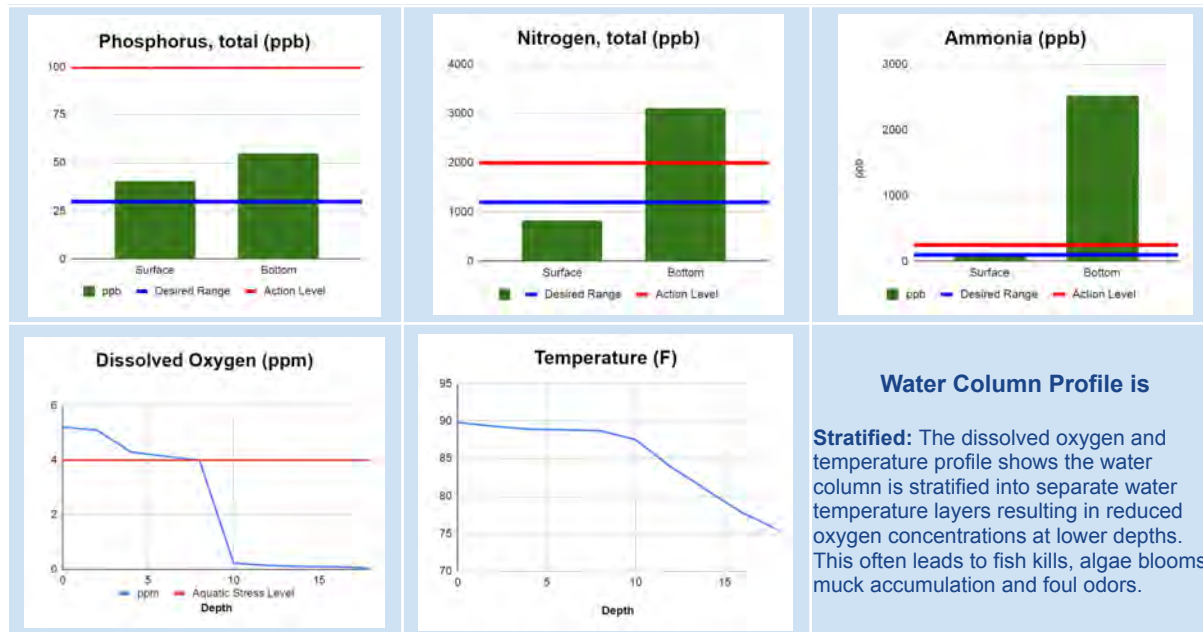 Phosphorus, total (ppb)
100
75
50
25
0
Surface Bottom
ppb Desired Range Action Level
Nitrogen, total (ppb)
4000
3000
2000
1000
0
Surface Bottom
Desired Range Action Level
Ammonia (ppb)
ppb
3000
2000
1000
0
Surface Bottom
ppb Desired Range Action Level
Dissolved Oxygen (ppm)
6
4
2
0
0 5 10 15
ppm Aquatic Stress Level
Depth
Temperature (F)
95
90
85
80
75
70
0 5 10 15
Depth
Water Column Profile is
Stratified: The dissolved oxygen and
temperature profile shows the water
column is stratified into separate water
temperature layers resulting in reduced
oxygen concentrations at lower depths.
This often leads to fish kills, algae blooms
muck accumulation and foul odors.